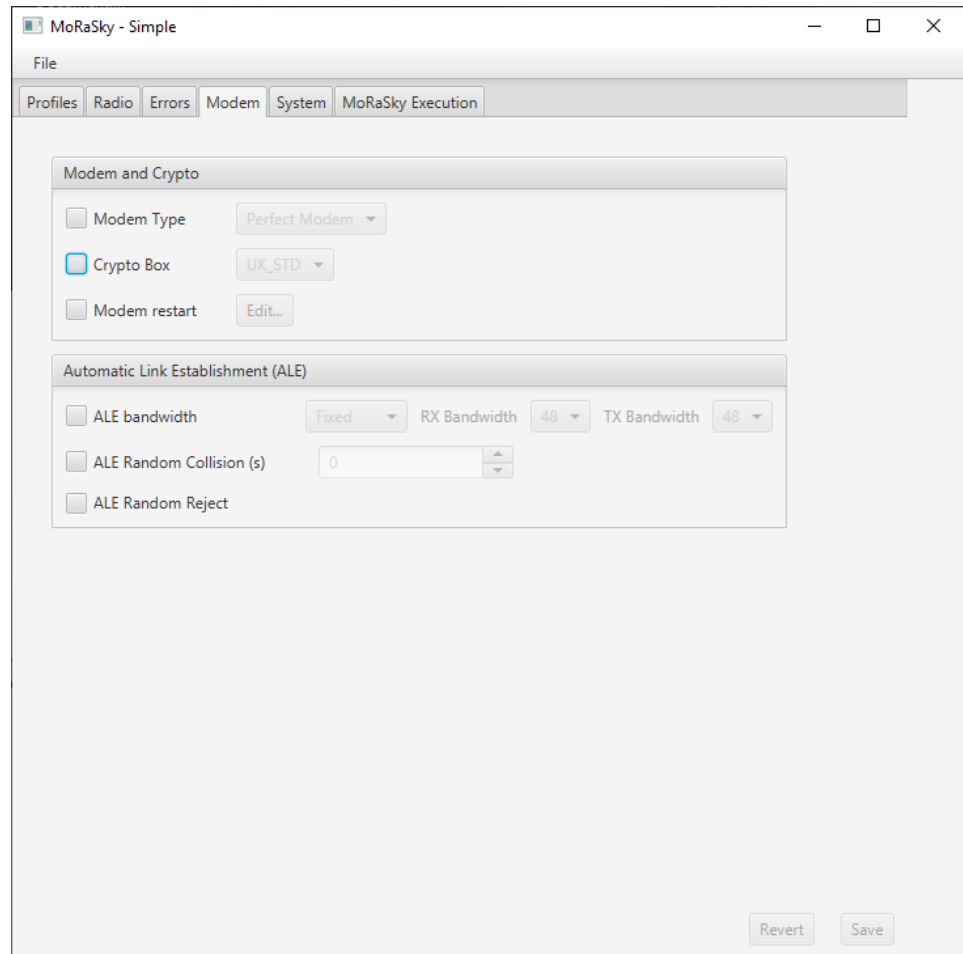 MoRaSky - Simple
File
Profiles Radio Errors Modem System MoRaSky Execution
Modem and Crypto
Modem Type Perfect Modem
Crypto Box UK_STD
Modem restart Edit...
Automatic Link Establishment (ALE)
ALE bandwidth Fixed RX Bandwidth 48 TX Bandwidth 48
ALE Random Collision (s) 0
ALE Random Reject
Revert Save